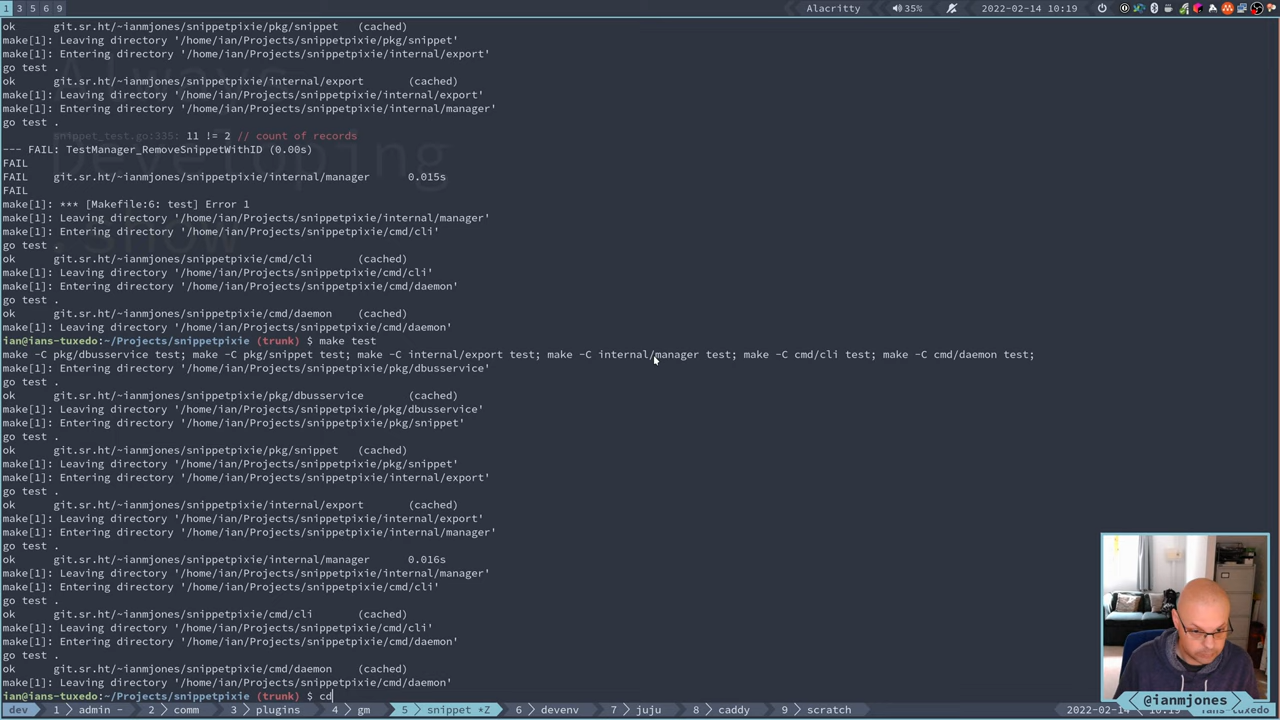 1 3 5 6 9 Alacritty 35% 2022-02-14 10:19
ok git.sr.ht/~ianmjones/snippetpixie/pkg/snippet (cached)
make[1]: Leaving directory '/home/ian/Projects/snippetpixie/pkg/snippet'
make[1]: Entering directory '/home/ian/Projects/snippetpixie/internal/export'
go test .
ok git.sr.ht/~ianmjones/snippetpixie/internal/export (cached)
make[1]: Leaving directory '/home/ian/Projects/snippetpixie/internal/export'
make[1]: Entering directory '/home/ian/Projects/snippetpixie/internal/manager'
go test .
snippet_test.go:335: 11 != 2 // count of records
--- FAIL: TestManager_RemoveSnippetWithID (0.00s)
FAIL
FAIL git.sr.ht/~ianmjones/snippetpixie/internal/manager 0.015s
FAIL
make[1]: *** [Makefile:6: test] Error 1
make[1]: Leaving directory '/home/ian/Projects/snippetpixie/internal/manager'
make[1]: Entering directory '/home/ian/Projects/snippetpixie/cmd/cli'
go test .
ok git.sr.ht/~ianmjones/snippetpixie/cmd/cli (cached)
make[1]: Leaving directory '/home/ian/Projects/snippetpixie/cmd/cli'
make[1]: Entering directory '/home/ian/Projects/snippetpixie/cmd/daemon'
go test .
ok git.sr.ht/~ianmjones/snippetpixie/cmd/daemon (cached)
make[1]: Leaving directory '/home/ian/Projects/snippetpixie/cmd/daemon'
ian@ians-tuxedo:~/Projects/snippetpixie (trunk) $ make test
make -C pkg/dbusservice test; make -C pkg/snippet test; make -C internal/export test; make -C internal/manager test; make -C cmd/cli test; make -C cmd/daemon test;
make[1]: Entering directory '/home/ian/Projects/snippetpixie/pkg/dbusservice'
go test .
ok git.sr.ht/~ianmjones/snippetpixie/pkg/dbusservice (cached)
make[1]: Leaving directory '/home/ian/Projects/snippetpixie/pkg/dbusservice'
make[1]: Entering directory '/home/ian/Projects/snippetpixie/pkg/snippet'
go test .
ok git.sr.ht/~ianmjones/snippetpixie/pkg/snippet (cached)
make[1]: Leaving directory '/home/ian/Projects/snippetpixie/pkg/snippet'
make[1]: Entering directory '/home/ian/Projects/snippetpixie/internal/export'
go test .
ok git.sr.ht/~ianmjones/snippetpixie/internal/export (cached)
make[1]: Leaving directory '/home/ian/Projects/snippetpixie/internal/export'
make[1]: Entering directory '/home/ian/Projects/snippetpixie/internal/manager'
go test .
ok git.sr.ht/~ianmjones/snippetpixie/internal/manager 0.016s
make[1]: Leaving directory '/home/ian/Projects/snippetpixie/internal/manager'
make[1]: Entering directory '/home/ian/Projects/snippetpixie/cmd/cli'
go test .
ok git.sr.ht/~ianmjones/snippetpixie/cmd/cli (cached)
make[1]: Leaving directory '/home/ian/Projects/snippetpixie/cmd/cli'
make[1]: Entering directory '/home/ian/Projects/snippetpixie/cmd/daemon'
go test .
ok git.sr.ht/~ianmjones/snippetpixie/cmd/daemon (cached)
make[1]: Leaving directory '/home/ian/Projects/snippetpixie/cmd/daemon'
ian@ians-tuxedo:~/Projects/snippetpixie (trunk) $ cd
Always
Developing
.show
@ianmjones
dev 1 admin - 2 comm 3 plugins 4 gm 5 snippet *Z 6 devenv 7 juju 8 caddy 9 scratch 2022-02-14